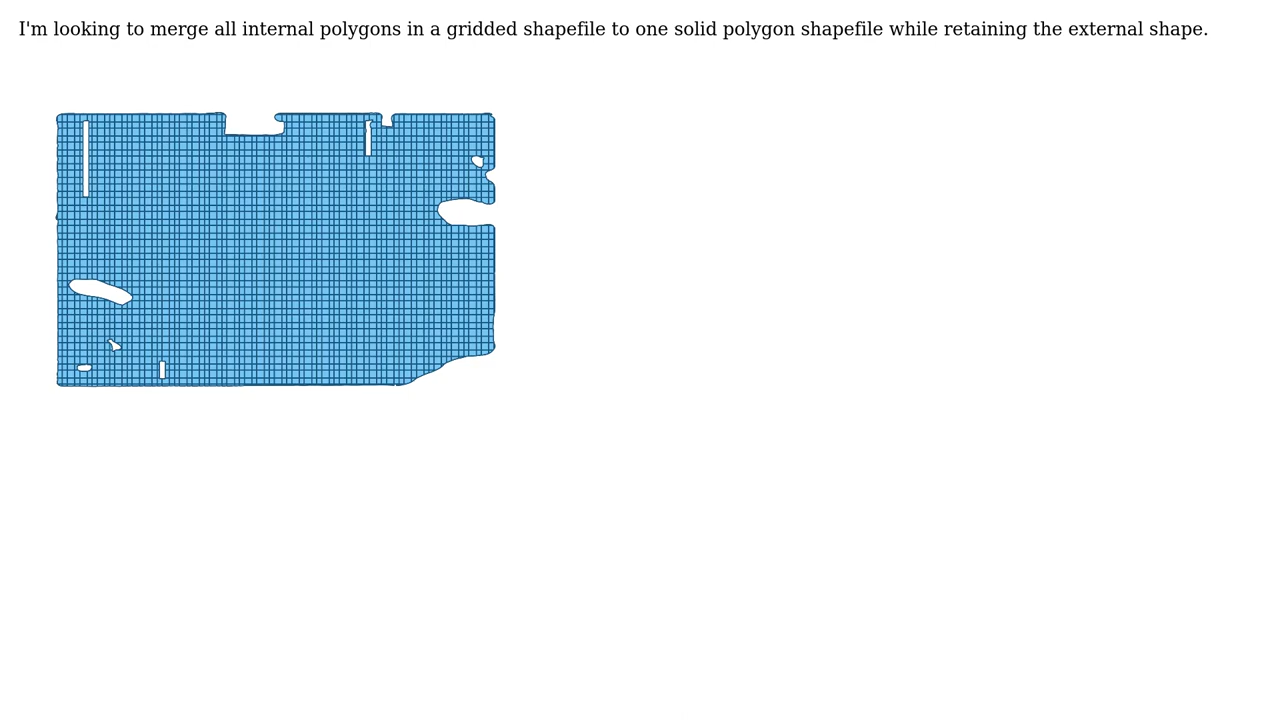 I'm looking to merge all internal polygons in a gridded shapefile to one solid polygon shapefile while retaining the external shape.